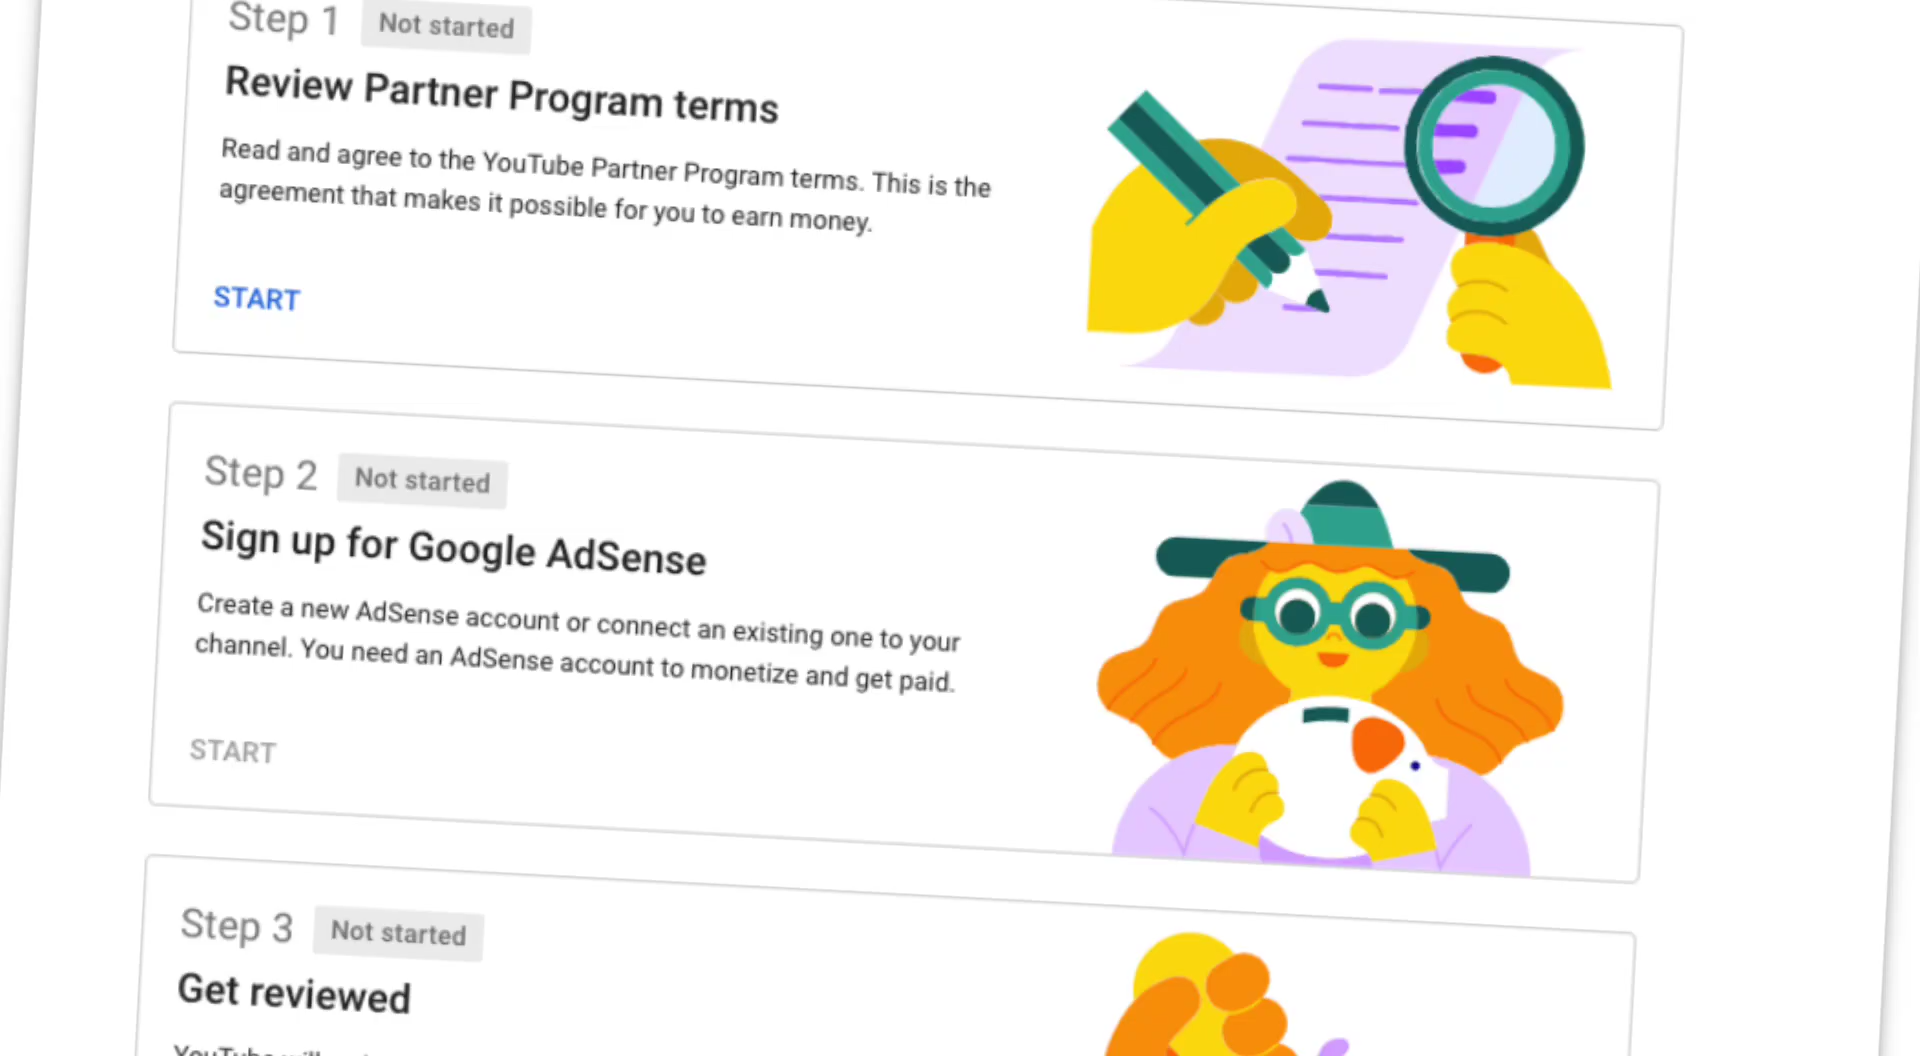 Step 1 Not started
Review Partner Program terms
Read and agree to the YouTube Partner Program terms. This is the
agreement that makes it possible for you to earn money.
START
Step 2 Not started
Sign up for Google AdSense
Create a new AdSense account or connect an existing one to your
channel. You need an AdSense account to monetize and get paid.
START
Step 3 Not started
Get reviewed
YouTube will